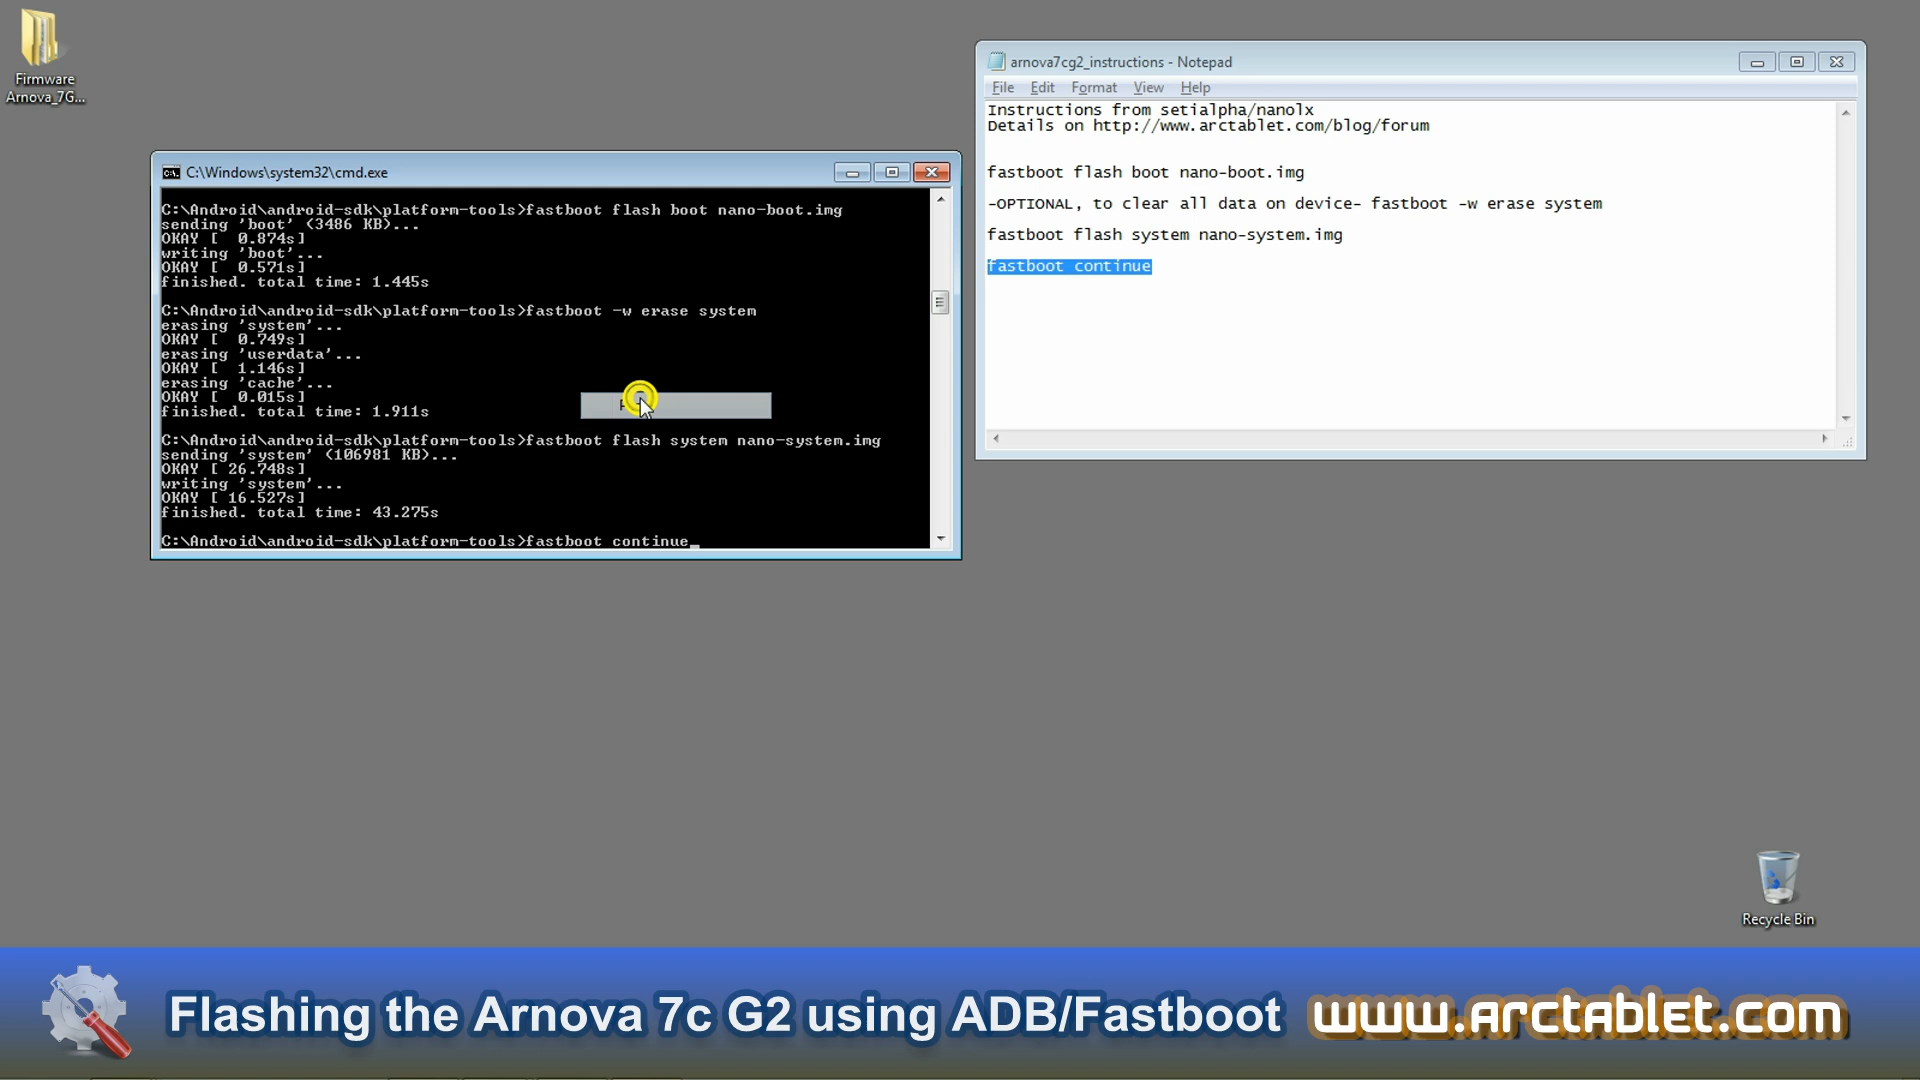 Firmware
Arnova_7G...
arnova7cg2_instructions - Notepad
File Edit Format View Help
Instructions from setialpha/nanolx
Details on http://www.arctablet.com/blog/forum
fastboot flash boot nano-boot.img
-OPTIONAL, to clear all data on device- fastboot -w erase system
fastboot flash system nano-system.img
fastboot continue
C:\Windows\system32\cmd.exe
C:\Android\android-sdk\platform-tools>fastboot flash boot nano-boot.img
sending 'boot' (3486 KB)...
OKAY [  0.874s]
writing 'boot'...
OKAY [  0.571s]
finished. total time: 1.445s
C:\Android\android-sdk\platform-tools>fastboot -w erase system
erasing 'system'...
OKAY [  0.749s]
erasing 'userdata'...
OKAY [  1.146s]
erasing 'cache'...
OKAY [  0.015s]
finished. total time: 1.911s
C:\Android\android-sdk\platform-tools>fastboot flash system nano-system.img
sending 'system' (106981 KB)...
OKAY [ 26.748s]
writing 'system'...
OKAY [ 16.527s]
finished. total time: 43.275s
C:\Android\android-sdk\platform-tools>fastboot continue_
Recycle Bin
Flashing the Arnova 7c G2 using ADB/Fastboot www.arctablet.com